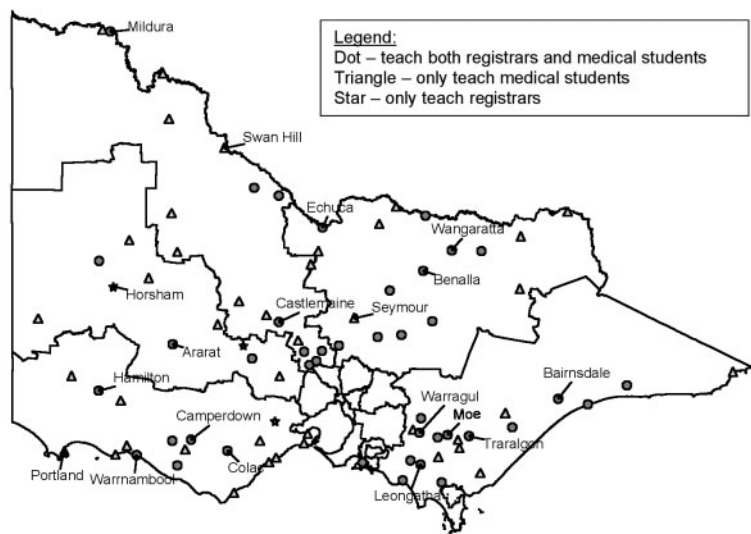 Mildura
Legend:
Dot – teach both registrars and medical students
Triangle – only teach medical students
Star – only teach registrars
Swan Hill
Echuca
Wangaratta
Benalla
Horsham
Castlemaine
Seymour
Ararat
Hamilton
Bairnsdale
Warragul
Moe
Camperdown
Traralgon
Colac
Portland
Warrnambool
Leongatha